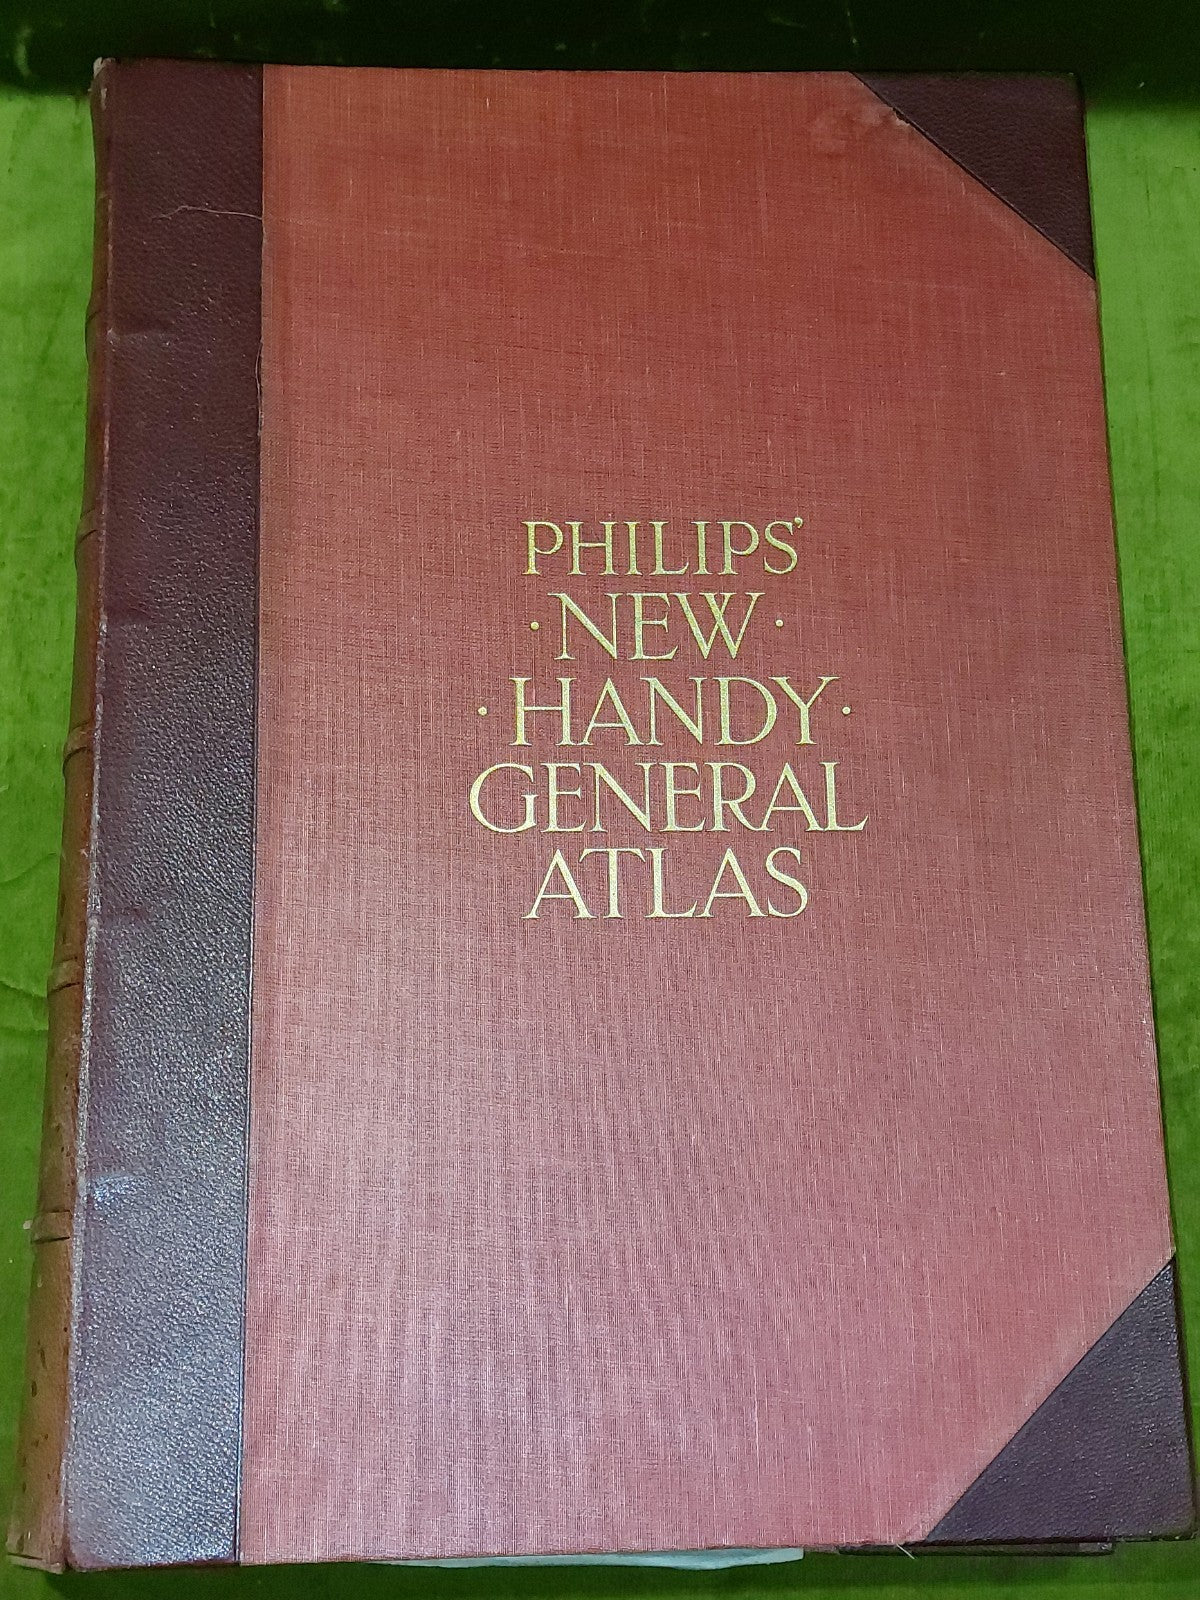 PHILIPS'
· NEW ·
· HANDY ·
GENERAL
ATLAS